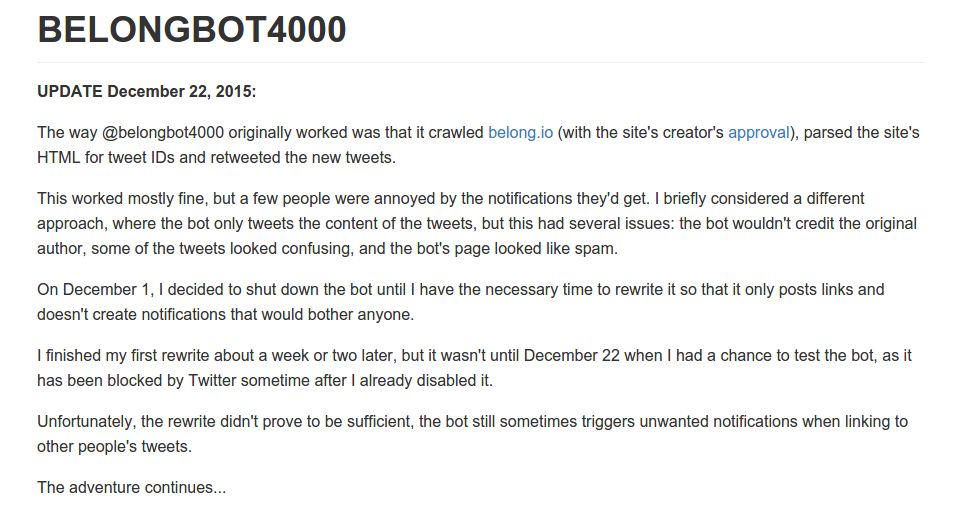 BELONGBOT4000
UPDATE December 22, 2015:
The way @belongbot4000 originally worked was that it crawled belong.io (with the site's creator's approval), parsed the site's
HTML for tweet IDs and retweeted the new tweets.
This worked mostly fine, but a few people were annoyed by the notifications they'd get. I briefly considered a different
approach, where the bot only tweets the content of the tweets, but this had several issues: the bot wouldn't credit the original
author, some of the tweets looked confusing, and the bot's page looked like spam.
On December 1, I decided to shut down the bot until I have the necessary time to rewrite it so that it only posts links and
doesn't create notifications that would bother anyone.
I finished my first rewrite about a week or two later, but it wasn't until December 22 when I had a chance to test the bot, as it
has been blocked by Twitter sometime after I already disabled it.
Unfortunately, the rewrite didn't prove to be sufficient, the bot still sometimes triggers unwanted notifications when linking to
other people's tweets.
The adventure continues...